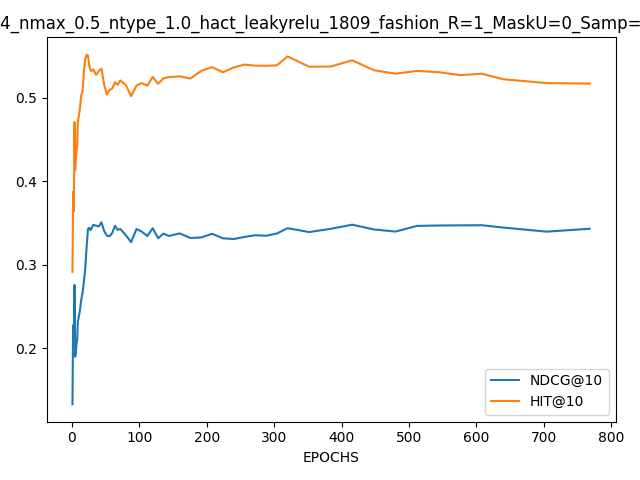 4_nmax_0.5_ntype_1.0_hact_leakyrelu_1809_fashion_R=1_MaskU=0_Samp=
0.5
0.4
0.3
0.2
NDCG@10
HIT@10
0 100 200 300 400 500 600 700 800
EPOCHS